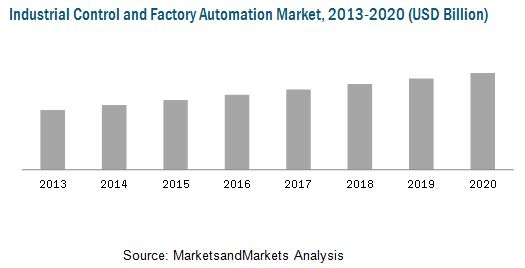 Industrial Control and Factory Automation Market, 2013-2020 (USD Billion)
2013 2014 2015 2016 2017 2018 2019 2020
Source: MarketsandMarkets Analysis